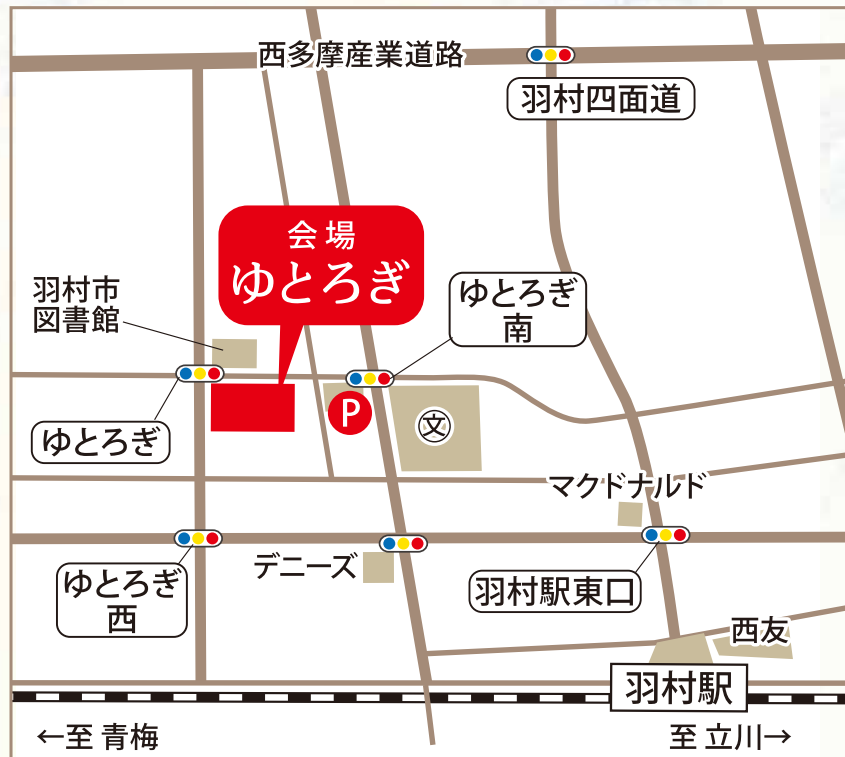 西多摩産業道路
羽村四面道
会場
ゆとろぎ
羽村市
図書館
ゆとろぎ
南
P
文
ゆとろぎ
マクドナルド
デニーズ
ゆとろぎ
西
羽村駅東口
西友
羽村駅
←至 青梅
至 立川→